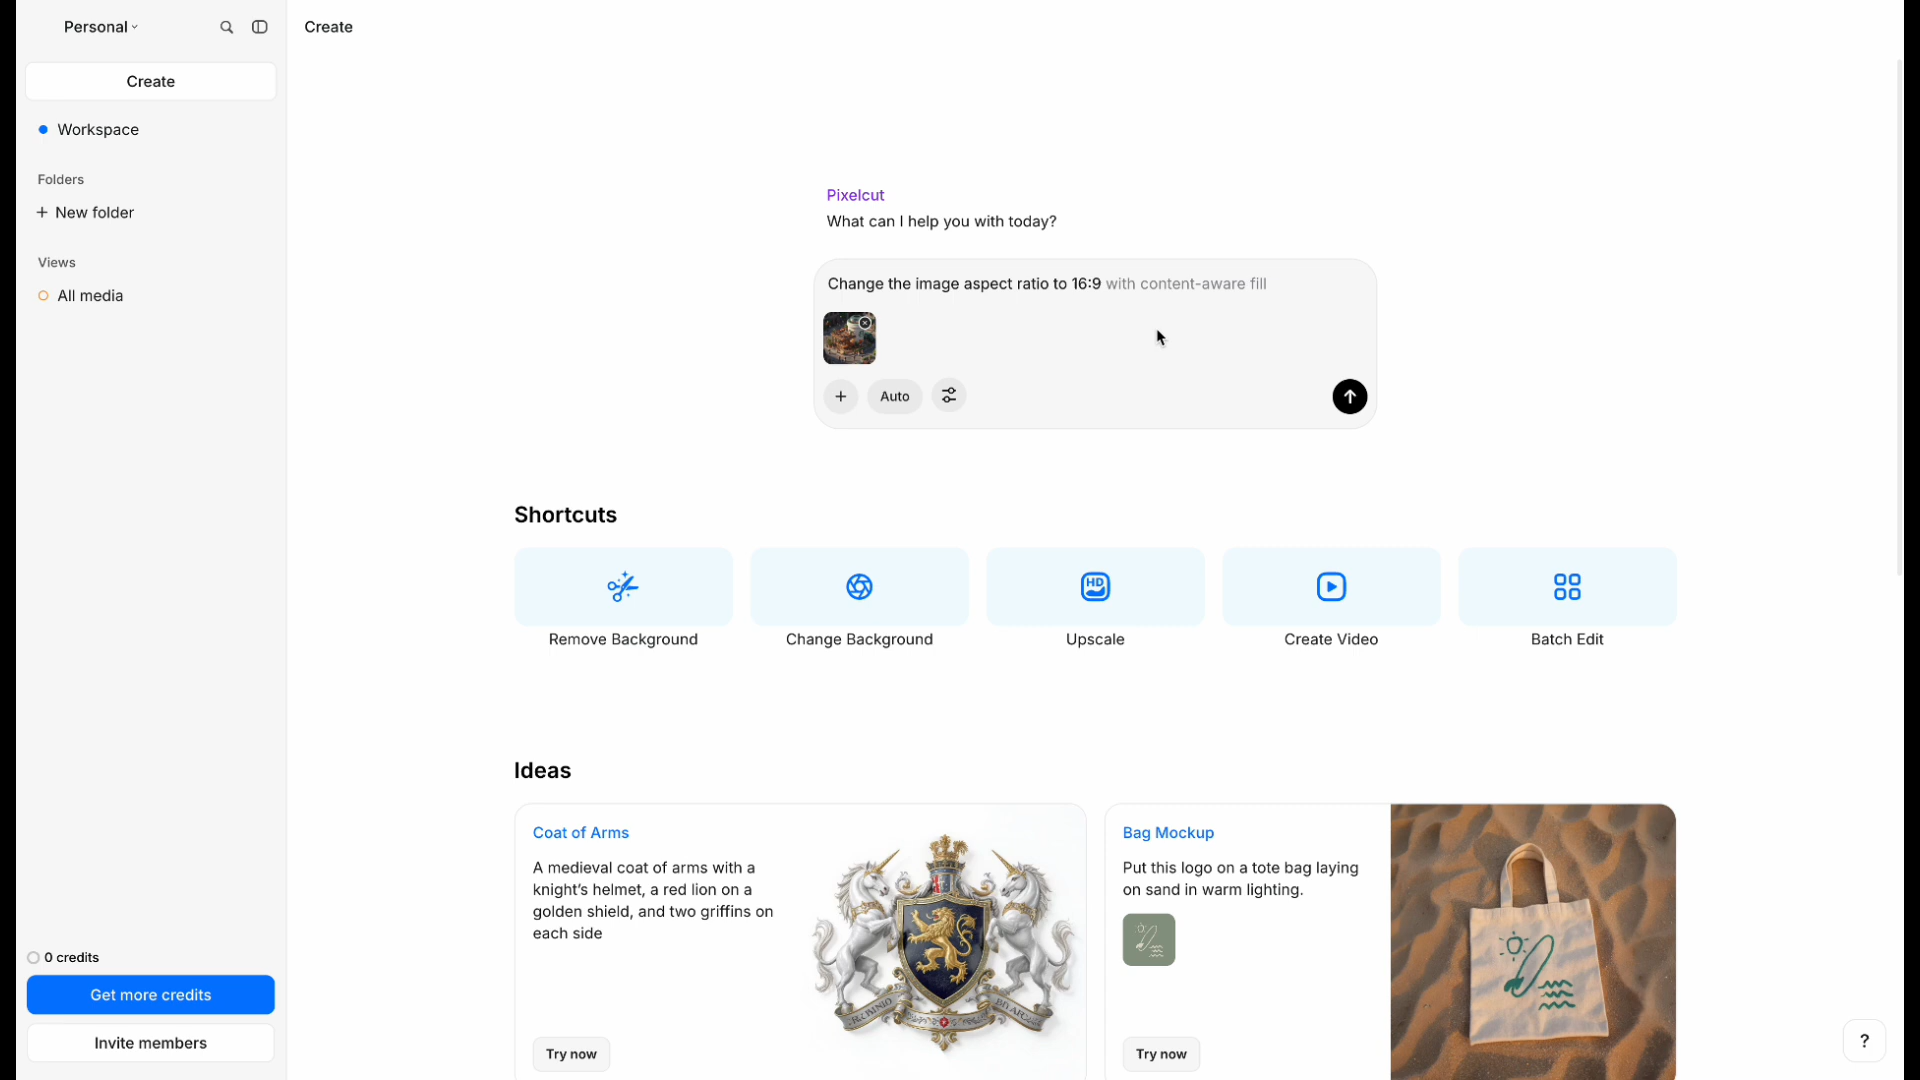 Personal
Create
Create
Workspace
Folders
+ New folder
Views
All media
Pixelcut
What can I help you with today?
Change the image aspect ratio to 16:9 with content-aware fill
Auto
Shortcuts
HD
Remove Background
Change Background
Upscale
Create Video
Batch Edit
Ideas
Coat of Arms
A medieval coat of arms with a
knight's helmet, a red lion on a
golden shield, and two griffins on
each side
Try now
Bag Mockup
Put this logo on a tote bag laying
on sand in warm lighting.
Try now
0 credits
Get more credits
Invite members
?